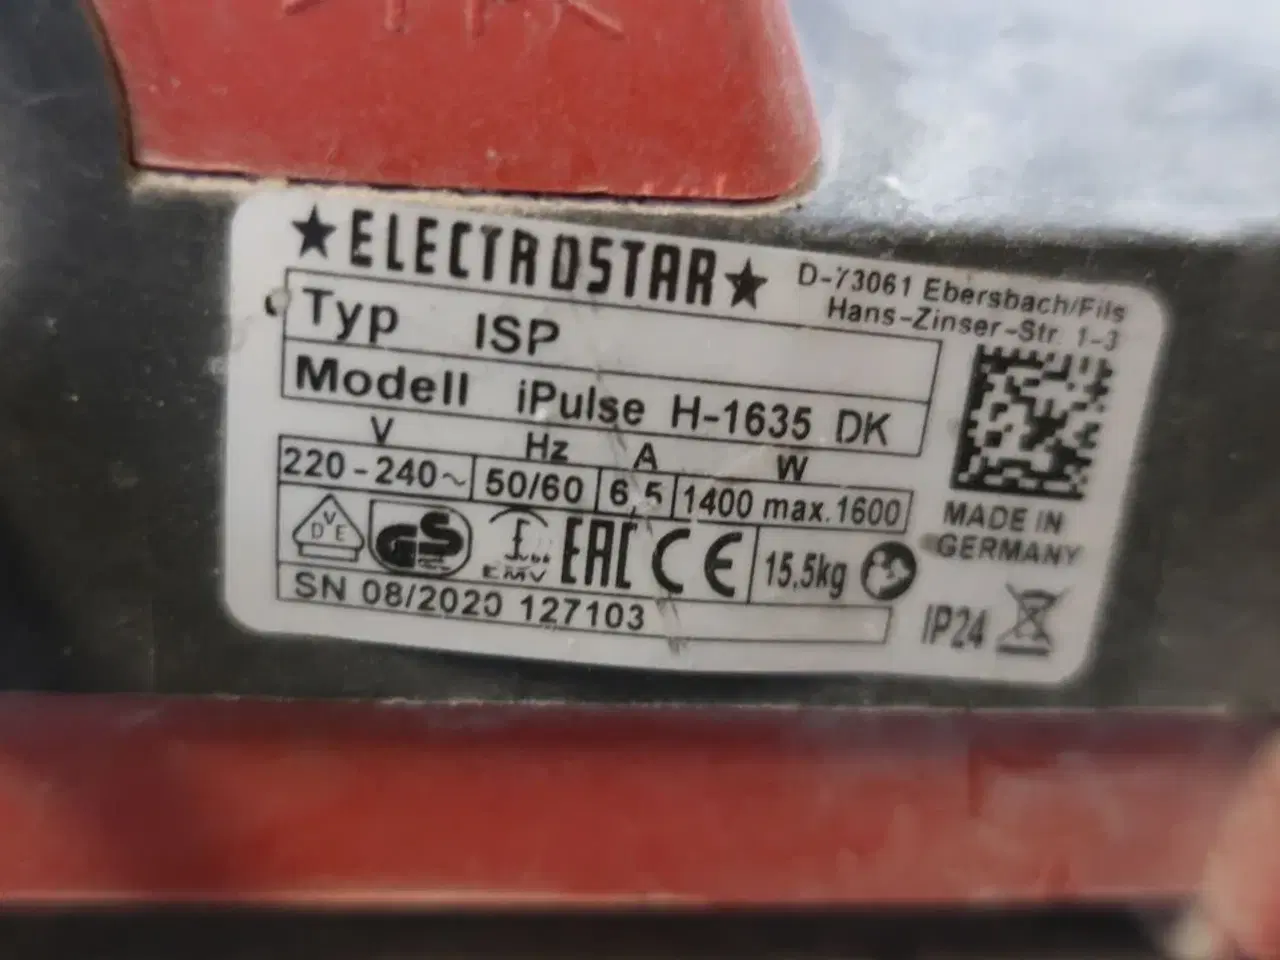 ★ELECTROSTAR★
D-73061 Ebersbach/Fils
Hans-Zinser-Str. 1-3
Typ ISP
Modell iPulse H-1635 DK
V Hz A W
220-240~ 50/60 6,5 1400 max.1600
DVE GS EMV EAC CE 15,5kg
SN 08/2020 127103
MADE IN
GERMANY
IP24